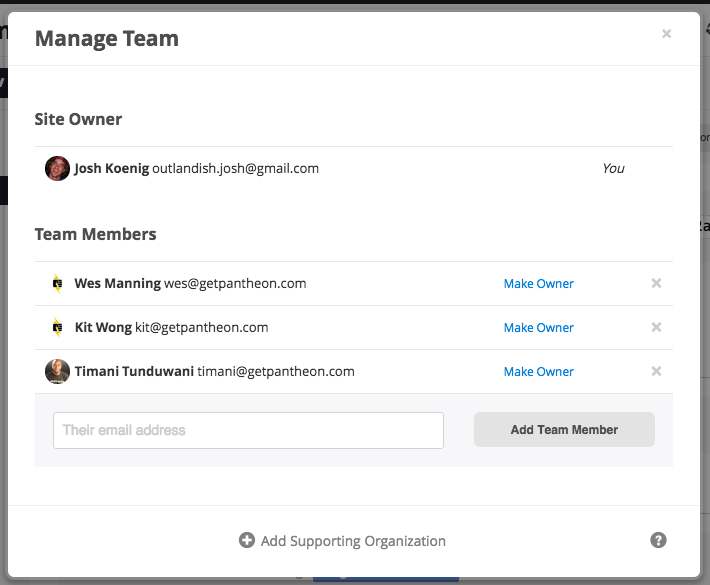 Manage Team
×
Site Owner
Josh Koenig outlandish.josh@gmail.com You
Team Members
Wes Manning wes@getpantheon.com Make Owner ×
Kit Wong kit@getpantheon.com Make Owner ×
Timani Tunduwani timani@getpantheon.com Make Owner ×
Their email address Add Team Member
Add Supporting Organization ?